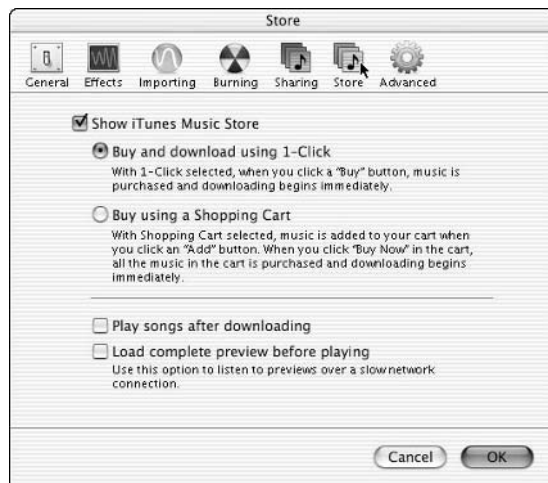 Store
General Effects Importing Burning Sharing Store Advanced
Show iTunes Music Store
Buy and download using 1-Click
With 1-Click selected, when you click a "Buy" button, music is
purchased and downloading begins immediately.
Buy using a Shopping Cart
With Shopping Cart selected, music is added to your cart when
you click an "Add" button. When you click "Buy Now" in the cart,
all the music in the cart is purchased and downloading begins
immediately.
Play songs after downloading
Load complete preview before playing
Use this option to listen to previews over a slow network
connection.
Cancel OK